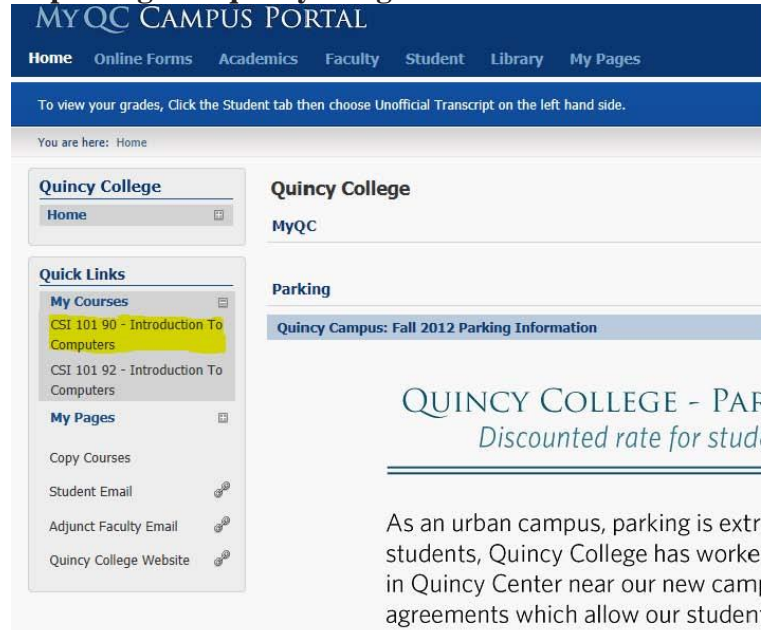 MYQC CAMPUS PORTAL
Home Online Forms Academics Faculty Student Library My Pages
To view your grades, Click the Student tab then choose Unofficial Transcript on the left hand side.
You are here: Home
Quincy College
Home
Quick Links
My Courses
CSI 101 90 - Introduction To
Computers
CSI 101 92 - Introduction To
Computers
My Pages
Copy Courses
Student Email
Adjunct Faculty Email
Quincy College Website
Quincy College
MyQC
Parking
Quincy Campus: Fall 2012 Parking Information
QUINCY COLLEGE - PAR
Discounted rate for stud
As an urban campus, parking is extr
students, Quincy College has worke
in Quincy Center near our new camp
agreements which allow our student